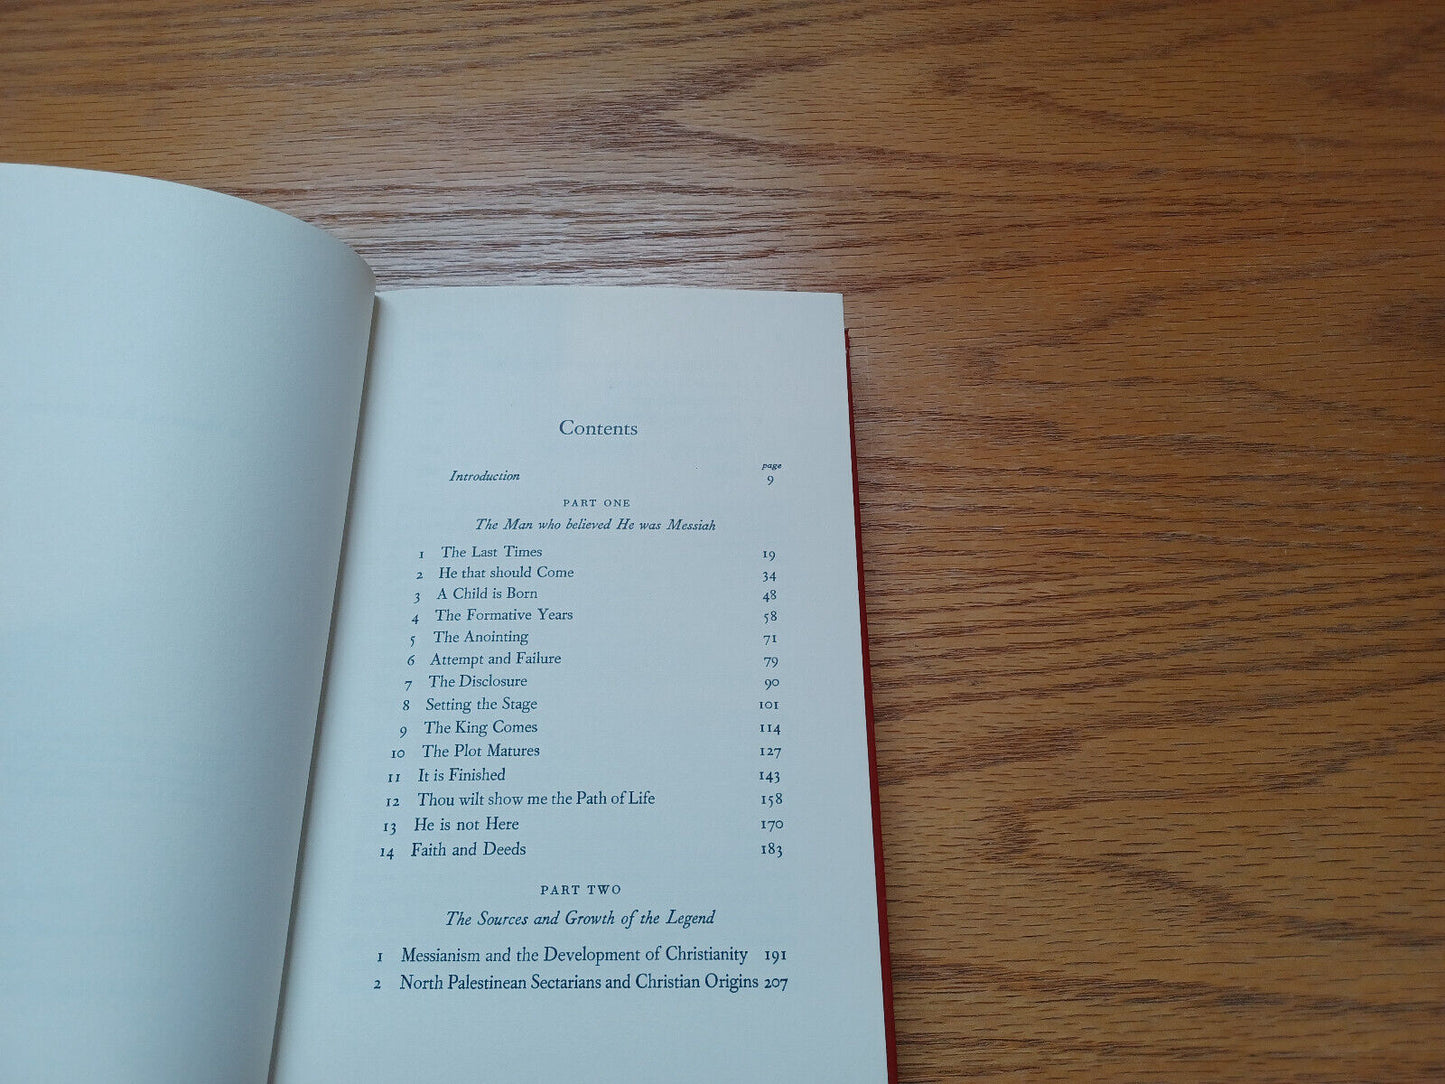 Contents
page
Introduction 9
PART ONE
The Man who believed He was Messiah
1 The Last Times 19
2 He that should Come 34
3 A Child is Born 48
4 The Formative Years 58
5 The Anointing 71
6 Attempt and Failure 79
7 The Disclosure 90
8 Setting the Stage 101
9 The King Comes 114
10 The Plot Matures 127
11 It is Finished 143
12 Thou wilt show me the Path of Life 158
13 He is not Here 170
14 Faith and Deeds 183
PART TWO
The Sources and Growth of the Legend
1 Messianism and the Development of Christianity 191
2 North Palestinean Sectarians and Christian Origins 207